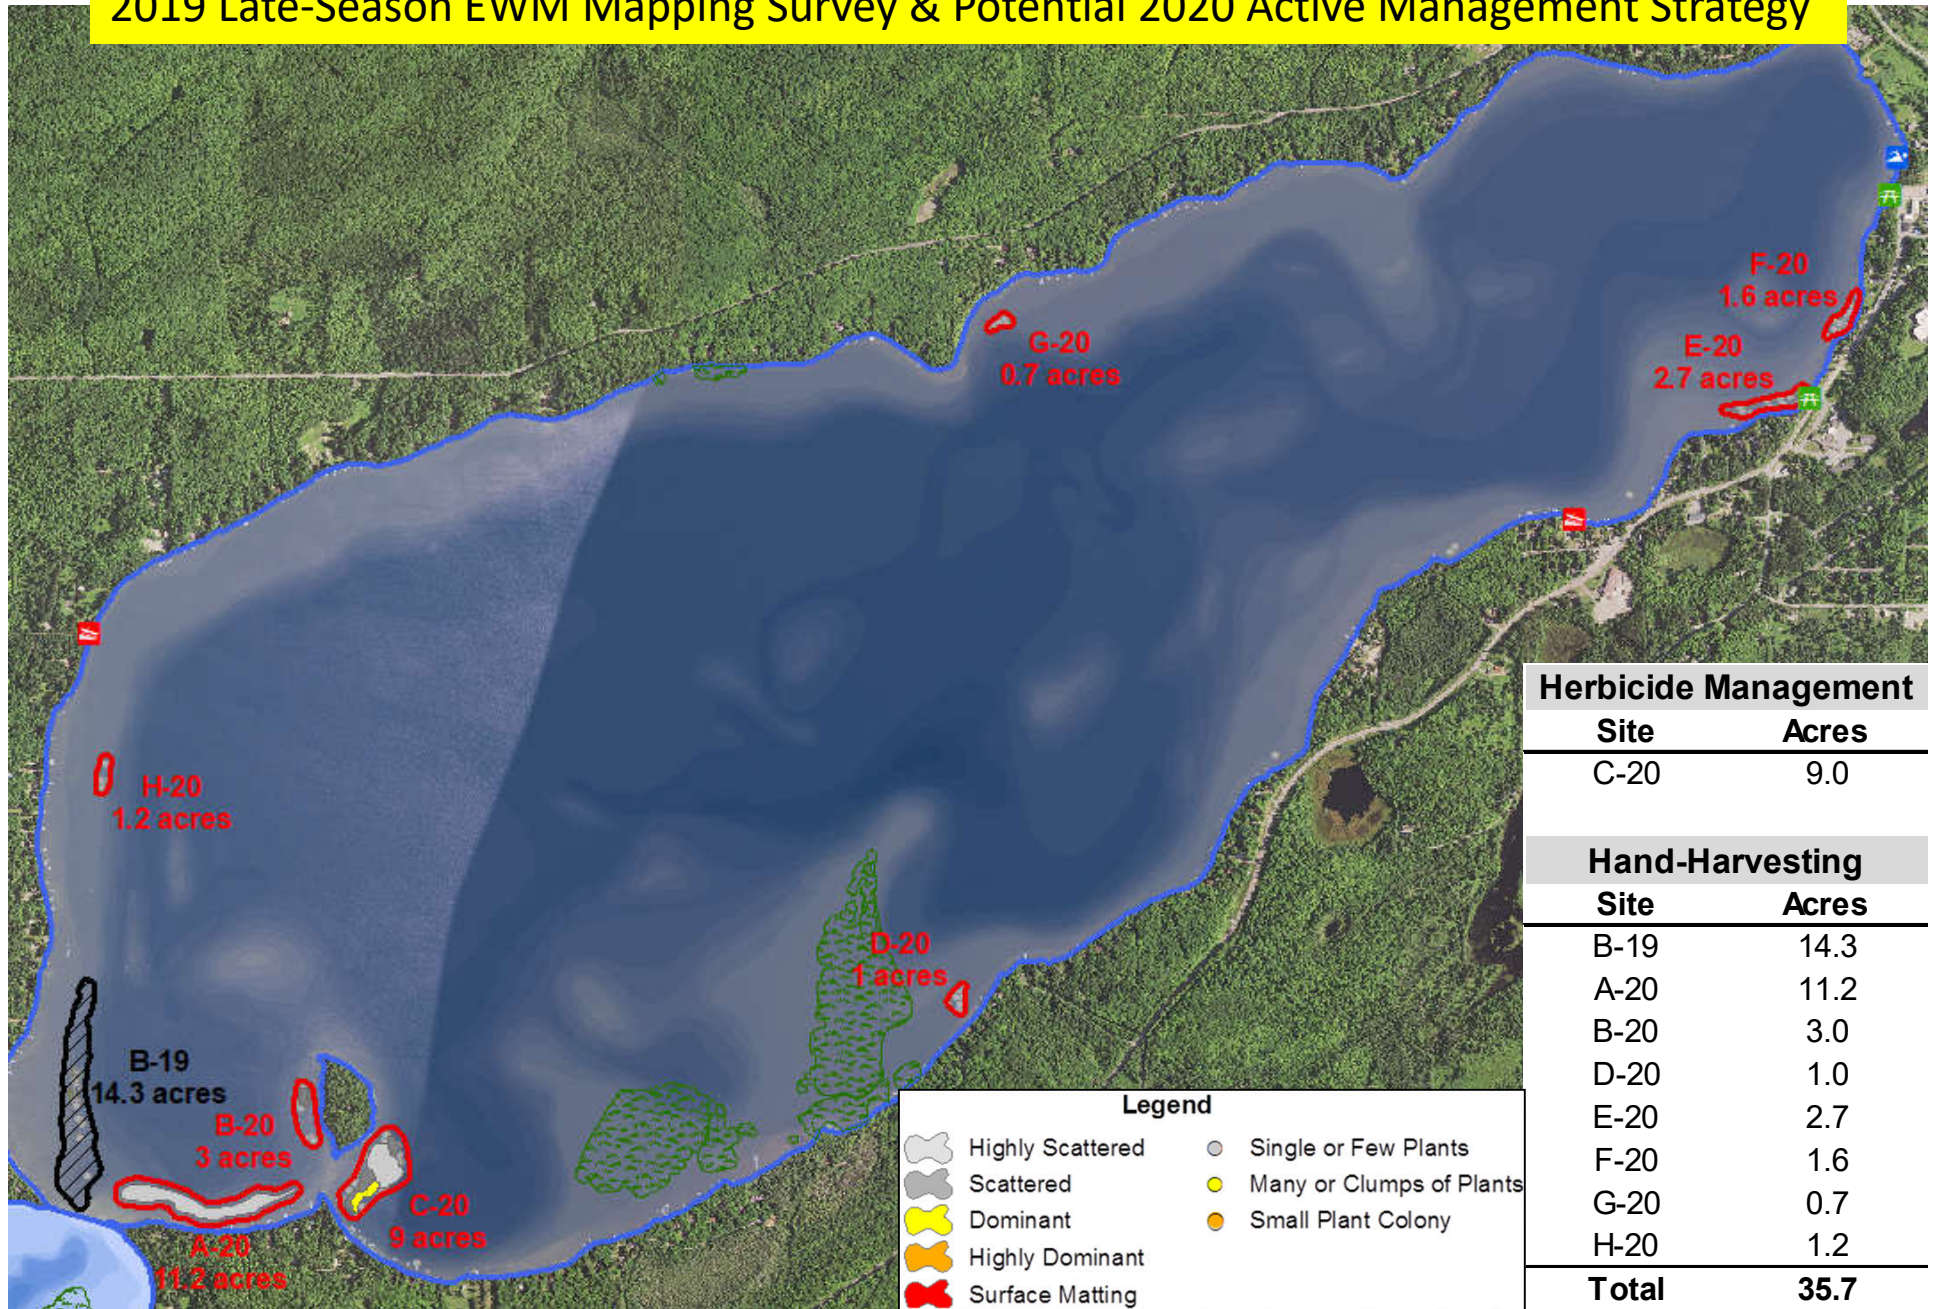 2019 Late-Season EWM Mapping Survey & Potential 2020 Active Management Strategy
F-20
1.6 acres
E-20
2.7 acres
G-20
0.7 acres
H-20
1.2 acres
D-20
1 acres
B-19
14.3 acres
B-20
3 acres
C-20
9 acres
A-20
11.2 acres
Herbicide Management
Site Acres
C-20 9.0
Hand-Harvesting
Site Acres
B-19 14.3
A-20 11.2
B-20 3.0
D-20 1.0
E-20 2.7
F-20 1.6
G-20 0.7
H-20 1.2
Total 35.7
Legend
Highly Scattered
Scattered
Dominant
Highly Dominant
Surface Matting
Single or Few Plants
Many or Clumps of Plants
Small Plant Colony